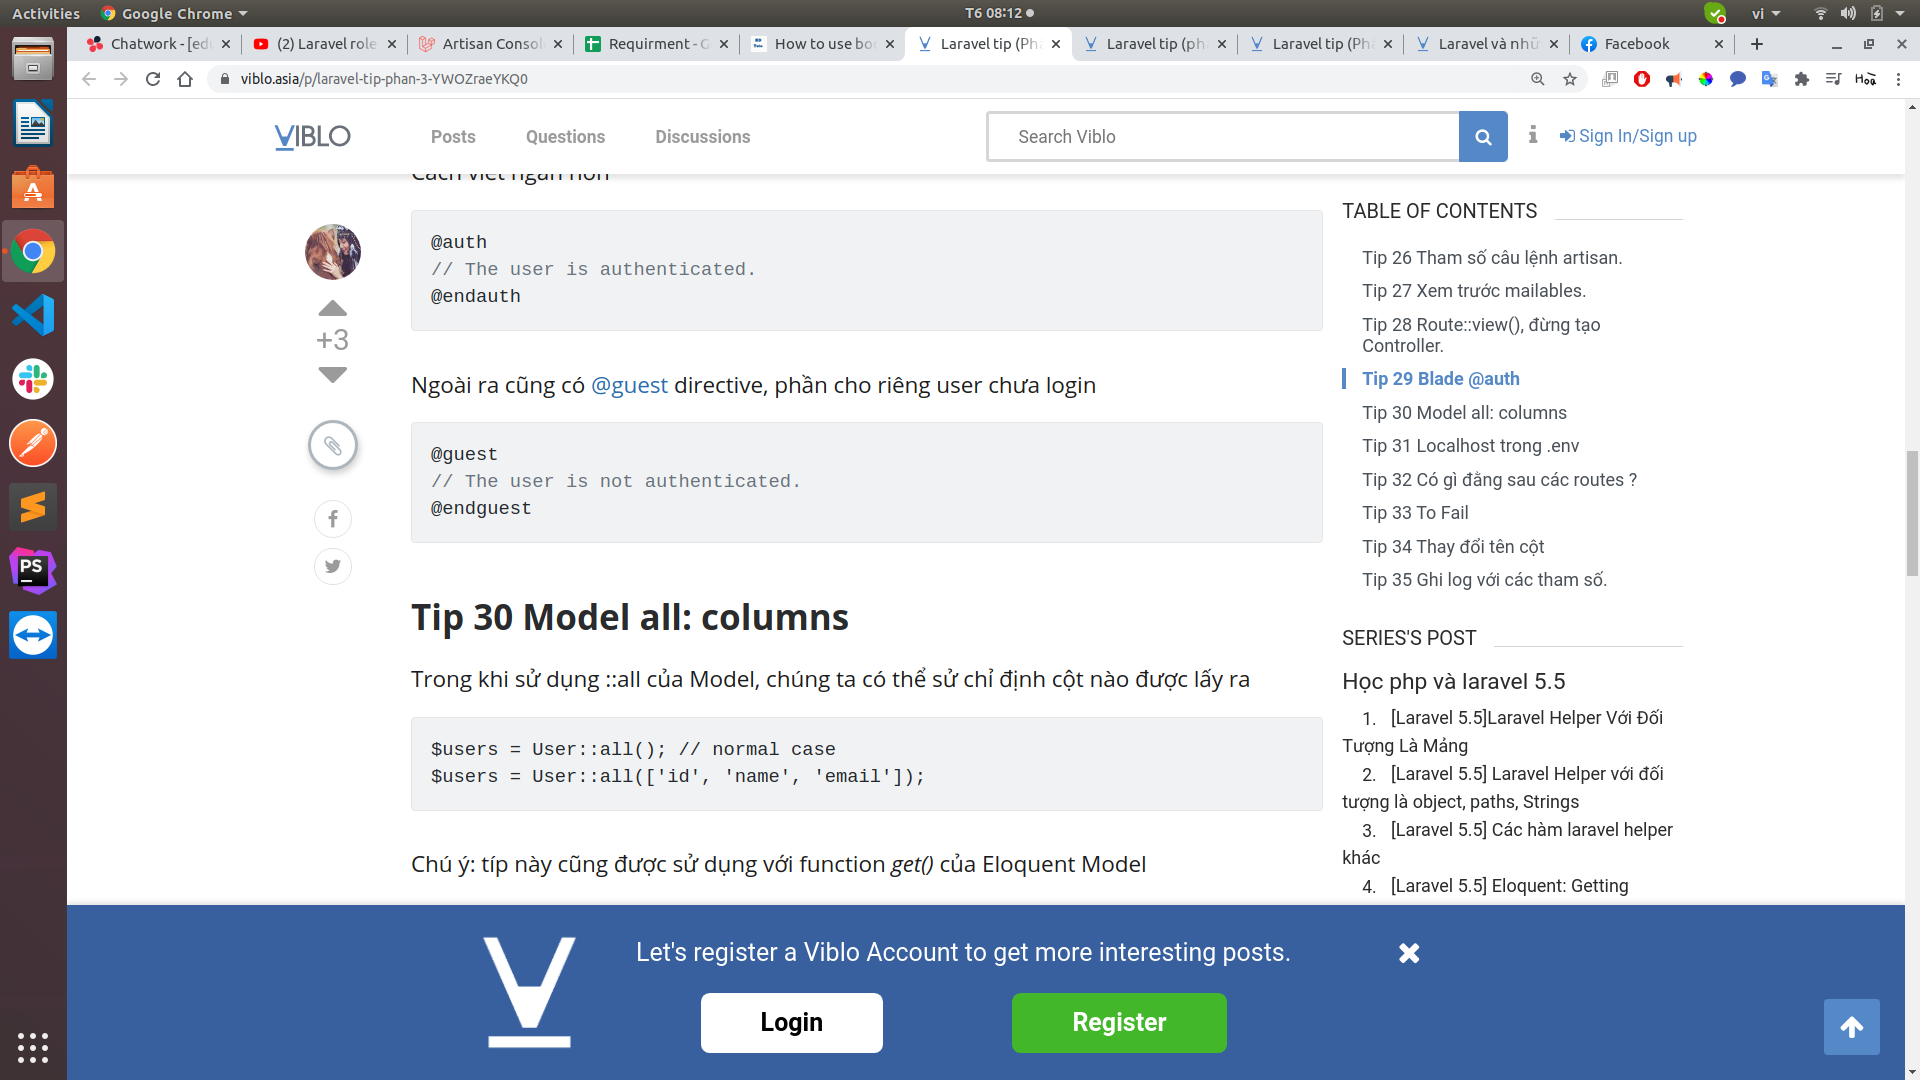 Activities
Google Chrome
T6 08:12
vi
Chatwork - [ed
(2) Laravel role
Artisan Consol
Requirment - G
How to use bo
Laravel tip (Ph
Laravel tip (ph
Laravel tip (Ph
Laravel và nhữ
Facebook
viblo.asia/p/laravel-tip-phan-3-YWOZraeYKQ0
VIBLO
Posts
Questions
Discussions
Search Viblo
Sign In/Sign up
Cách viết ngắn hơn
@auth
// The user is authenticated.
@endauth
+3
Ngoài ra cũng có @guest directive, phần cho riêng user chưa login
@guest
// The user is not authenticated.
@endguest
Tip 30 Model all: columns
Trong khi sử dụng ::all của Model, chúng ta có thể sử chỉ định cột nào được lấy ra
$users = User::all(); // normal case
$users = User::all(['id', 'name', 'email']);
Chú ý: típ này cũng được sử dụng với function get() của Eloquent Model
TABLE OF CONTENTS
Tip 26 Tham số câu lệnh artisan.
Tip 27 Xem trước mailables.
Tip 28 Route::view(), đừng tạo
Controller.
Tip 29 Blade @auth
Tip 30 Model all: columns
Tip 31 Localhost trong .env
Tip 32 Có gì đằng sau các routes ?
Tip 33 To Fail
Tip 34 Thay đổi tên cột
Tip 35 Ghi log với các tham số.
SERIES'S POST
Học php và laravel 5.5
1. [Laravel 5.5]Laravel Helper Với Đối
Tượng Là Mảng
2. [Laravel 5.5] Laravel Helper với đối
tượng là object, paths, Strings
3. [Laravel 5.5] Các hàm laravel helper
khác
4. [Laravel 5.5] Eloquent: Getting
Let's register a Viblo Account to get more interesting posts.
Login
Register
PS